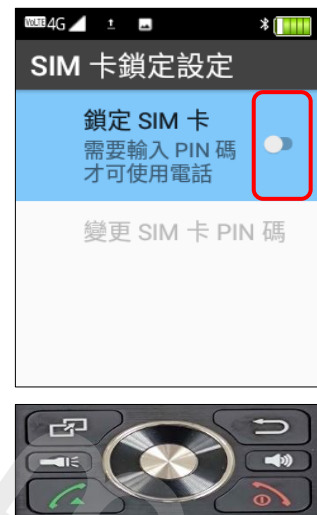 VOLTE 4G
SIM 卡鎖定設定
鎖定 SIM 卡
需要輸入 PIN 碼
才可使用電話
變更 SIM 卡 PIN 碼